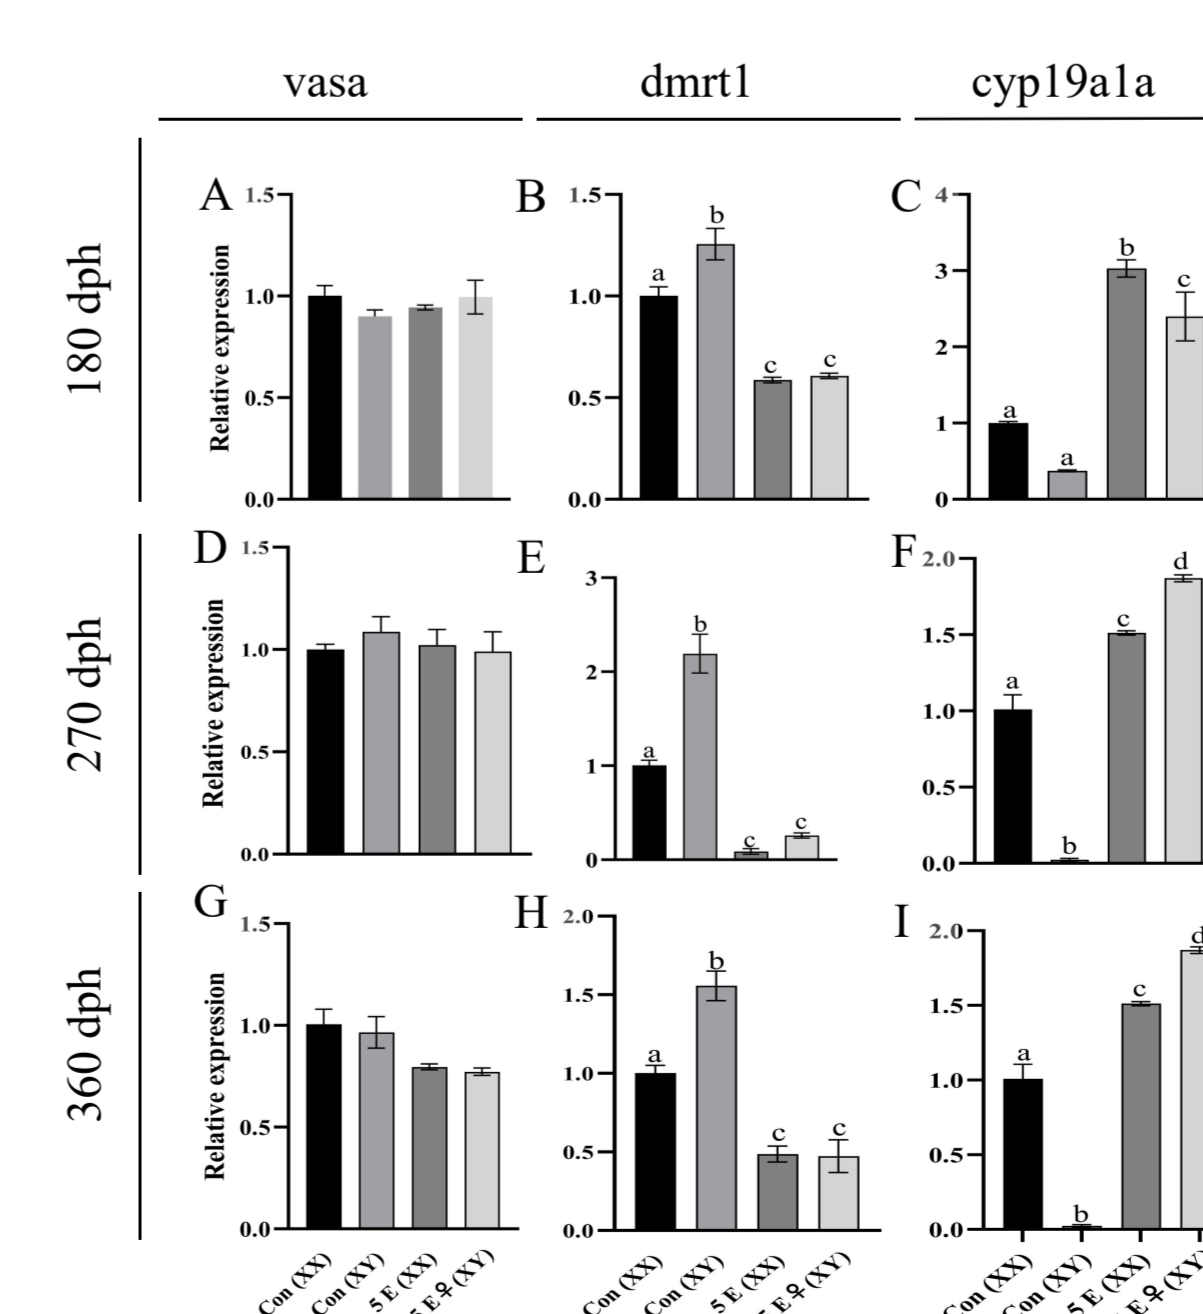 vasa dmrt1 cyp19a1a
180 dph
A
Relative expression
1.5
1.0
0.5
0.0
B
1.5
1.0
0.5
0.0
a b c c
C
4
3
2
1
0
a a b c
270 dph
D
Relative expression
1.5
1.0
0.5
0.0
E
3
2
1
0
a b c c
F
2.0
1.5
1.0
0.5
0.0
a b c d
360 dph
G
Relative expression
1.5
1.0
0.5
0.0
Con (XX) Con (XY) 5 E (XX) 5 E♀(XY)
H
2.0
1.5
1.0
0.5
0.0
a b c c
Con (XX) Con (XY) 5 E (XX) E♀(XY)
I
2.0
1.5
1.0
0.5
0.0
a b c d
Con (XX) Con (XY) 5 E (XX) E♀(XY